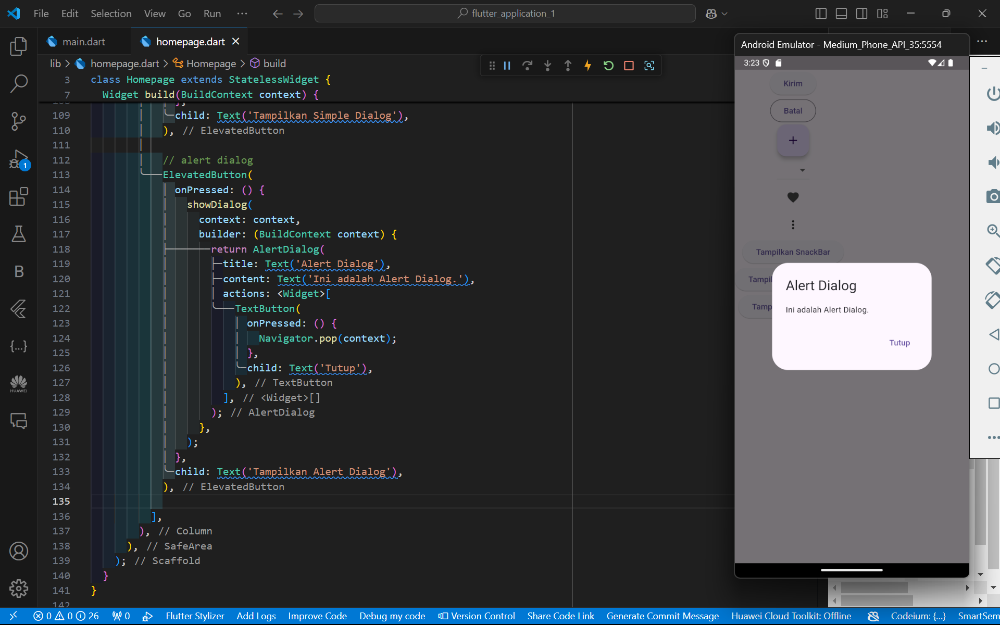 File Edit Selection View Go Run ···
flutter_application_1
main.dart
homepage.dart
lib > homepage.dart > Homepage > build
3 class Homepage extends StatelessWidget {
7 Widget build(BuildContext context) {
109 child: Text('Tampilkan Simple Dialog'),
110 ), // ElevatedButton
111
112 // alert dialog
113 ElevatedButton(
114 onPressed: () {
115 showDialog(
116 context: context,
117 builder: (BuildContext context) {
118 return AlertDialog(
119 title: Text('Alert Dialog'),
120 content: Text('Ini adalah Alert Dialog.'),
121 actions: <Widget>[
122 TextButton(
123 onPressed: () {
124 Navigator.pop(context);
125 },
126 child: Text('Tutup'),
127 ), // TextButton
128 ], // <Widget>[]
129 ); // AlertDialog
130 },
131 );
132 },
133 child: Text('Tampilkan Alert Dialog'),
134 ), // ElevatedButton
135
136 ],
137 ), // Column
138 ), // SafeArea
139 ); // Scaffold
140 }
141 }
142
1
B
HUAWEI
Android Emulator - Medium_Phone_API_35:5554
3:23
Kirim
Batal
+
Tampilkan SnackBar
Tampil
Tamp
Alert Dialog
Ini adalah Alert Dialog.
Tutup
0 0 26 0 Flutter Stylizer Add Logs Improve Code Debug my code Version Control Share Code Link Generate Commit Message Huawei Cloud Toolkit: Offline Codeium: {...} SmartSem